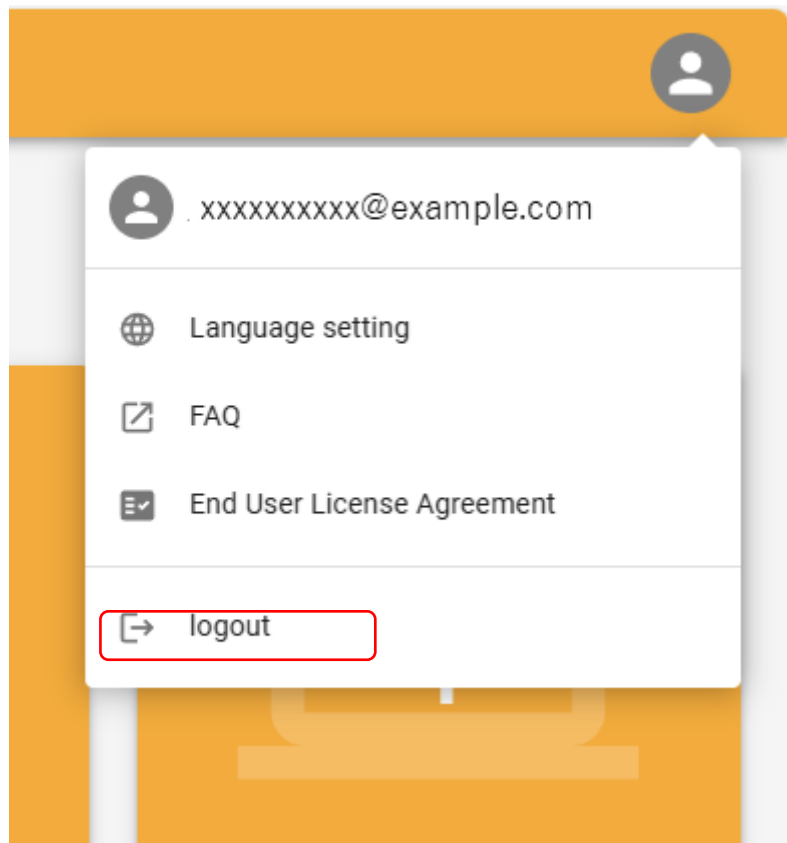 xxxxxxxxxx@example.com
Language setting
FAQ
End User License Agreement
logout